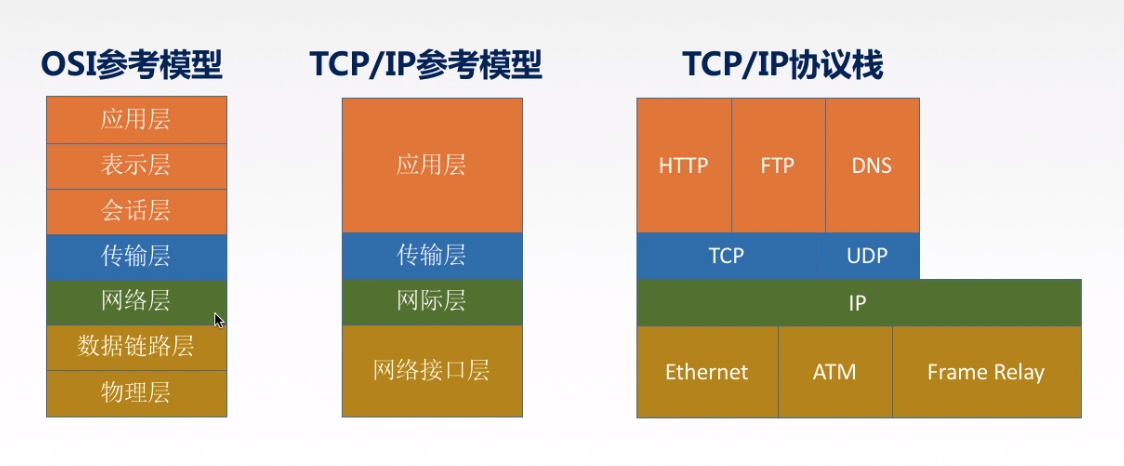 OSI参考模型
应用层
表示层
会话层
传输层
网络层
数据链路层
物理层
TCP/IP参考模型
应用层
传输层
网际层
网络接口层
TCP/IP协议栈
HTTP FTP DNS
TCP UDP
IP
Ethernet ATM Frame Relay